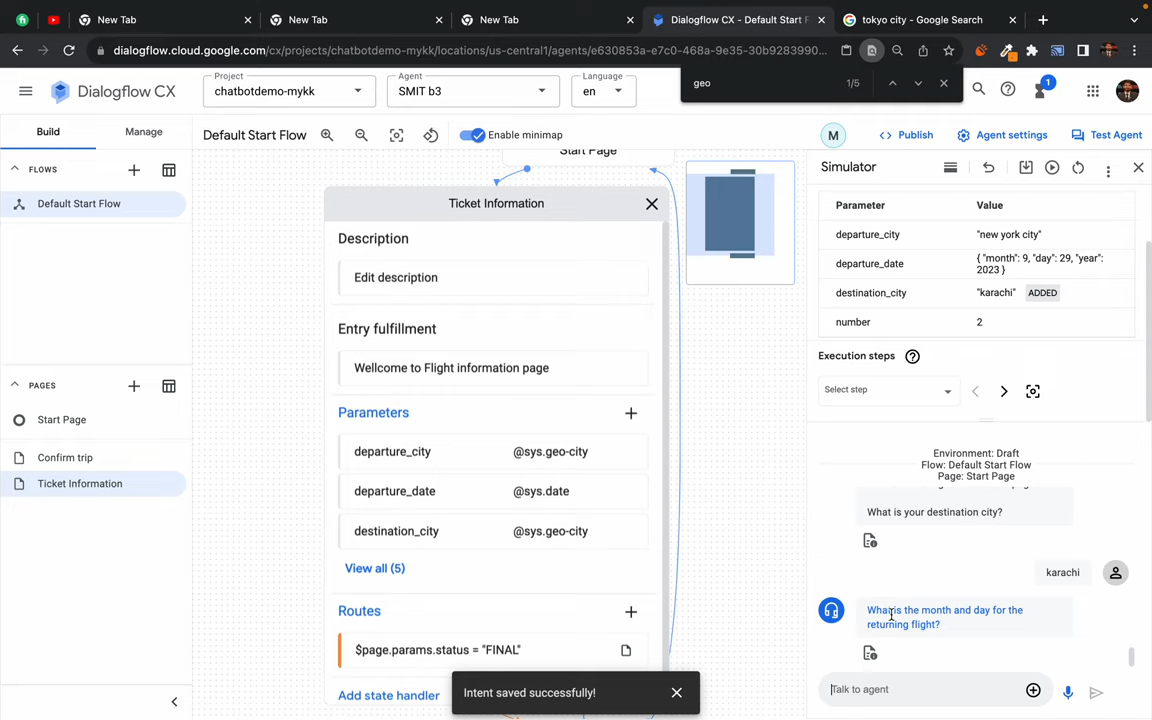 New Tab
New Tab
New Tab
Dialogflow CX - Default Start F
tokyo city - Google Search
dialogflow.cloud.google.com/cx/projects/chatbotdemo-mykk/locations/us-central1/agents/e630853a-e7c0-468a-9e35-30b9283990...
Dialogflow CX
Project
chatbotdemo-mykk
Agent
SMIT b3
Language
en
geo
1/5
1
Build
Manage
Default Start Flow
Enable minimap
M
Publish
Agent settings
Test Agent
FLOWS
Default Start Flow
PAGES
Start Page
Confirm trip
Ticket Information
Start Page
Ticket Information
Description
Edit description
Entry fulfillment
Wellcome to Flight information page
Parameters
departure_city @sys.geo-city
departure_date @sys.date
destination_city @sys.geo-city
View all (5)
Routes
$page.params.status = "FINAL"
Add state handler
Intent saved successfully!
Simulator
Parameter Value
departure_city "new york city"
departure_date { "month": 9, "day": 29, "year":
2023 }
destination_city "karachi" ADDED
number 2
Execution steps
Select step
Environment: Draft
Flow: Default Start Flow
Page: Start Page
What is your destination city?
karachi
What is the month and day for the
returning flight?
Talk to agent